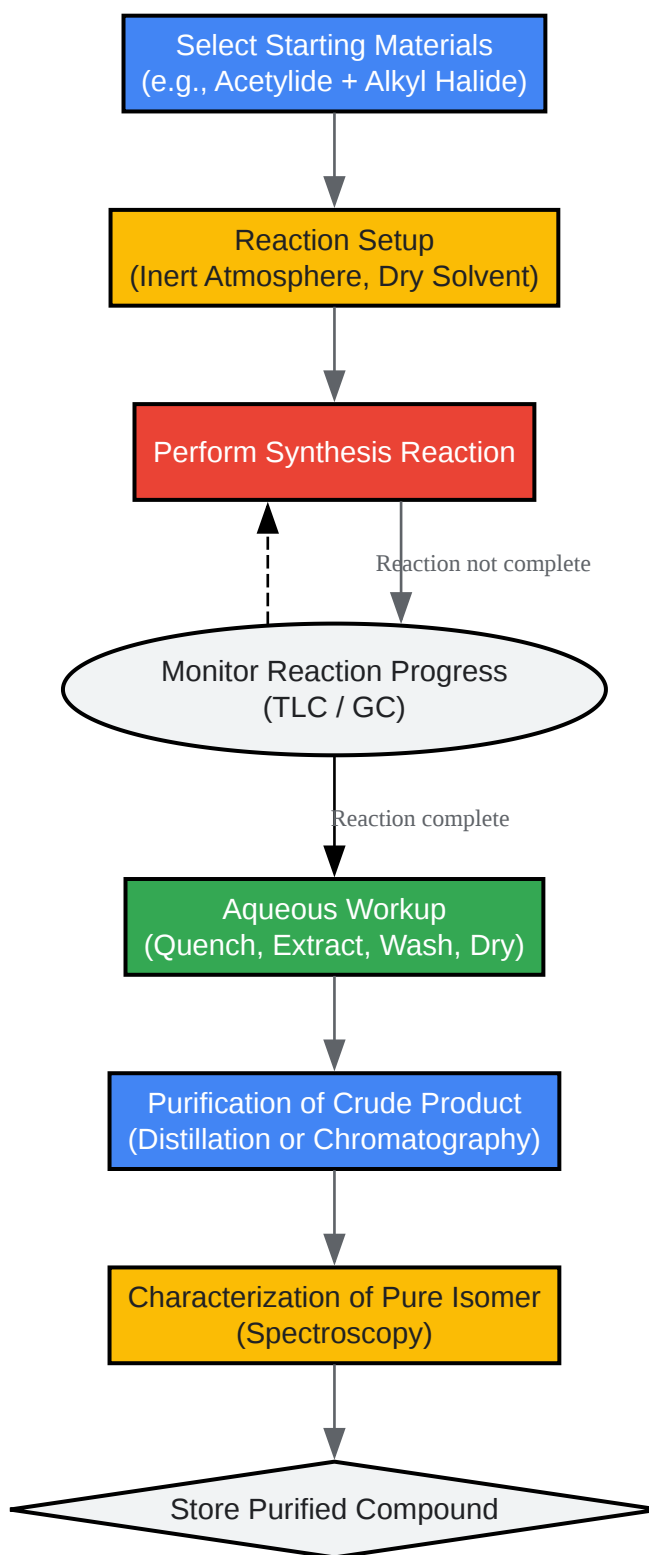 Select Starting Materials
(e.g., Acetylide + Alkyl Halide)
Reaction Setup
(Inert Atmosphere, Dry Solvent)
Perform Synthesis Reaction
Reaction not complete
Monitor Reaction Progress
(TLC / GC)
Reaction complete
Aqueous Workup
(Quench, Extract, Wash, Dry)
Purification of Crude Product
(Distillation or Chromatography)
Characterization of Pure Isomer
(Spectroscopy)
Store Purified Compound